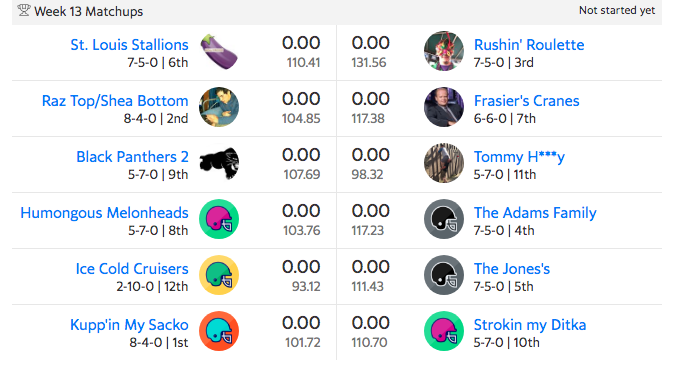 Week 13 Matchups Not started yet
St. Louis Stallions 0.00 0.00 Rushin' Roulette
7-5-0 | 6th 110.41 131.56 7-5-0 | 3rd
Raz Top/Shea Bottom 0.00 0.00 Frasier's Cranes
8-4-0 | 2nd 104.85 117.38 6-6-0 | 7th
Black Panthers 2 0.00 0.00 Tommy H***y
5-7-0 | 9th 107.69 98.32 5-7-0 | 11th
Humongous Melonheads 0.00 0.00 The Adams Family
5-7-0 | 8th 103.76 117.23 7-5-0 | 4th
Ice Cold Cruisers 0.00 0.00 The Jones's
2-10-0 | 12th 93.12 111.43 7-5-0 | 5th
Kupp'in My Sacko 0.00 0.00 Strokin my Ditka
8-4-0 | 1st 101.72 110.70 5-7-0 | 10th